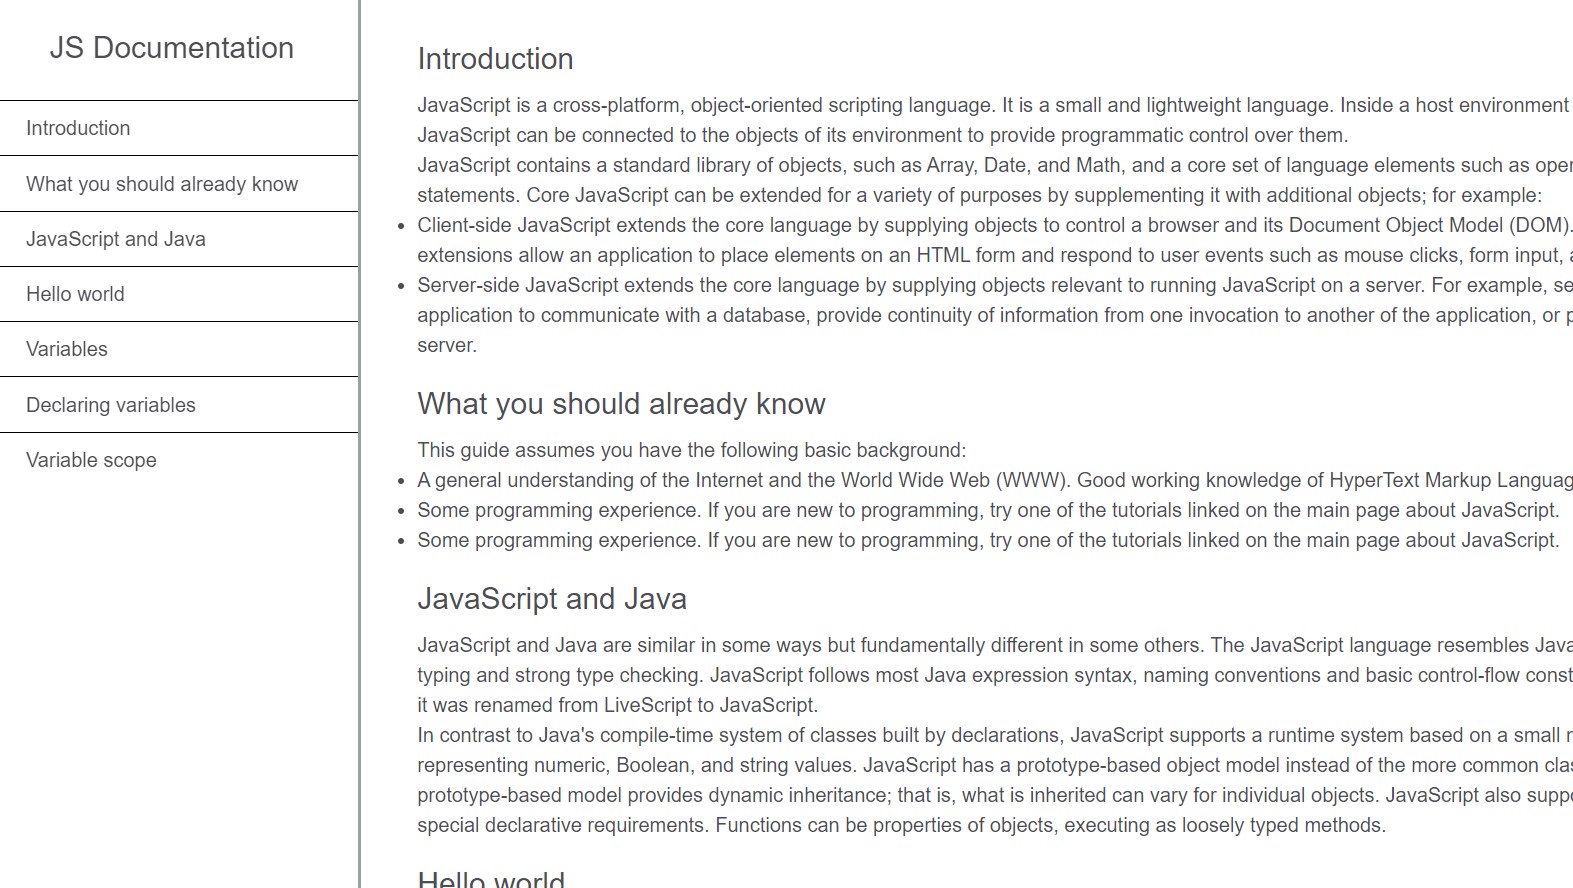 JS Documentation
Introduction
What you should already know
JavaScript and Java
Hello world
Variables
Declaring variables
Variable scope
Introduction
JavaScript is a cross-platform, object-oriented scripting language. It is a small and lightweight language. Inside a host environment
JavaScript can be connected to the objects of its environment to provide programmatic control over them.
JavaScript contains a standard library of objects, such as Array, Date, and Math, and a core set of language elements such as
statements. Core JavaScript can be extended for a variety of purposes by supplementing it with additional objects; for example:
• Client-side JavaScript extends the core language by supplying objects to control a browser and its Document Object Model (DOM).
extensions allow an application to place elements on an HTML form and respond to user events such as mouse clicks, form input,
• Server-side JavaScript extends the core language by supplying objects relevant to running JavaScript on a server. For example,
application to communicate with a database, provide continuity of information from one invocation to another of the application, or
server.
What you should already know
This guide assumes you have the following basic background:
• A general understanding of the Internet and the World Wide Web (WWW). Good working knowledge of HyperText Markup
• Some programming experience. If you are new to programming, try one of the tutorials linked on the main page about JavaScript.
• Some programming experience. If you are new to programming, try one of the tutorials linked on the main page about JavaScript.
JavaScript and Java
JavaScript and Java are similar in some ways but fundamentally different in some others. The JavaScript language resembles Java
typing and strong type checking. JavaScript follows most Java expression syntax, naming conventions and basic control-flow
it was renamed from LiveScript to JavaScript.
In contrast to Java's compile-time system of classes built by declarations, JavaScript supports a runtime system based on a small
representing numeric, Boolean, and string values. JavaScript has a prototype-based object model instead of the more common
prototype-based model provides dynamic inheritance; that is, what is inherited can vary for individual objects. JavaScript also
special declarative requirements. Functions can be properties of objects, executing as loosely typed methods.
Hello world